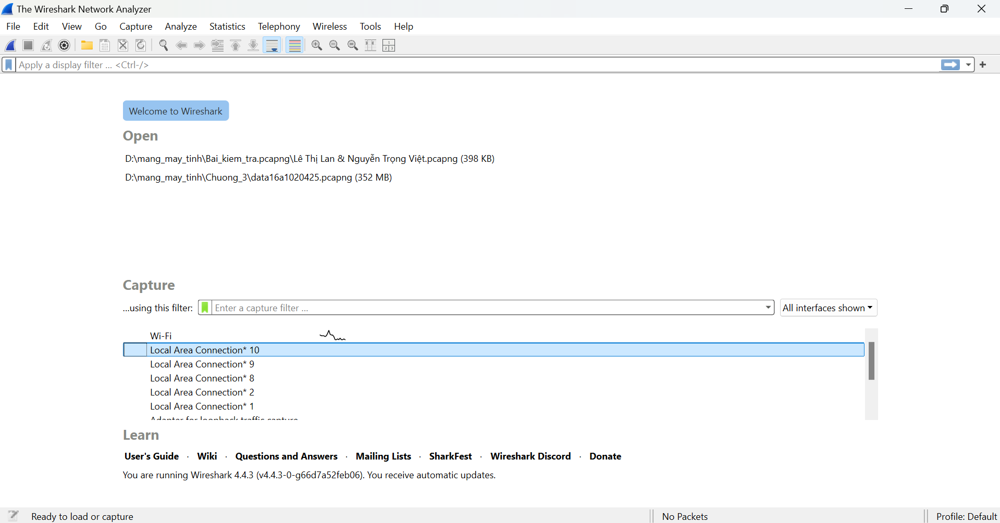 The Wireshark Network Analyzer
File Edit View Go Capture Analyze Statistics Telephony Wireless Tools Help
Apply a display filter ... <Ctrl-/>
Welcome to Wireshark
Open
D:\mang_may_tinh\Bai_kiem_tra.pcapng\Lê Thị Lan & Nguyễn Trọng Việt.pcapng (398 KB)
D:\mang_may_tinh\Chuong_3\data16a1020425.pcapng (352 MB)
Capture
...using this filter: Enter a capture filter ... All interfaces shown
Wi-Fi
Local Area Connection* 10
Local Area Connection* 9
Local Area Connection* 8
Local Area Connection* 2
Local Area Connection* 1
Adapter for loopback traffic capture
Learn
User's Guide · Wiki · Questions and Answers · Mailing Lists · SharkFest · Wireshark Discord · Donate
You are running Wireshark 4.4.3 (v4.4.3-0-g66d7a52feb06). You receive automatic updates.
Ready to load or capture No Packets Profile: Default